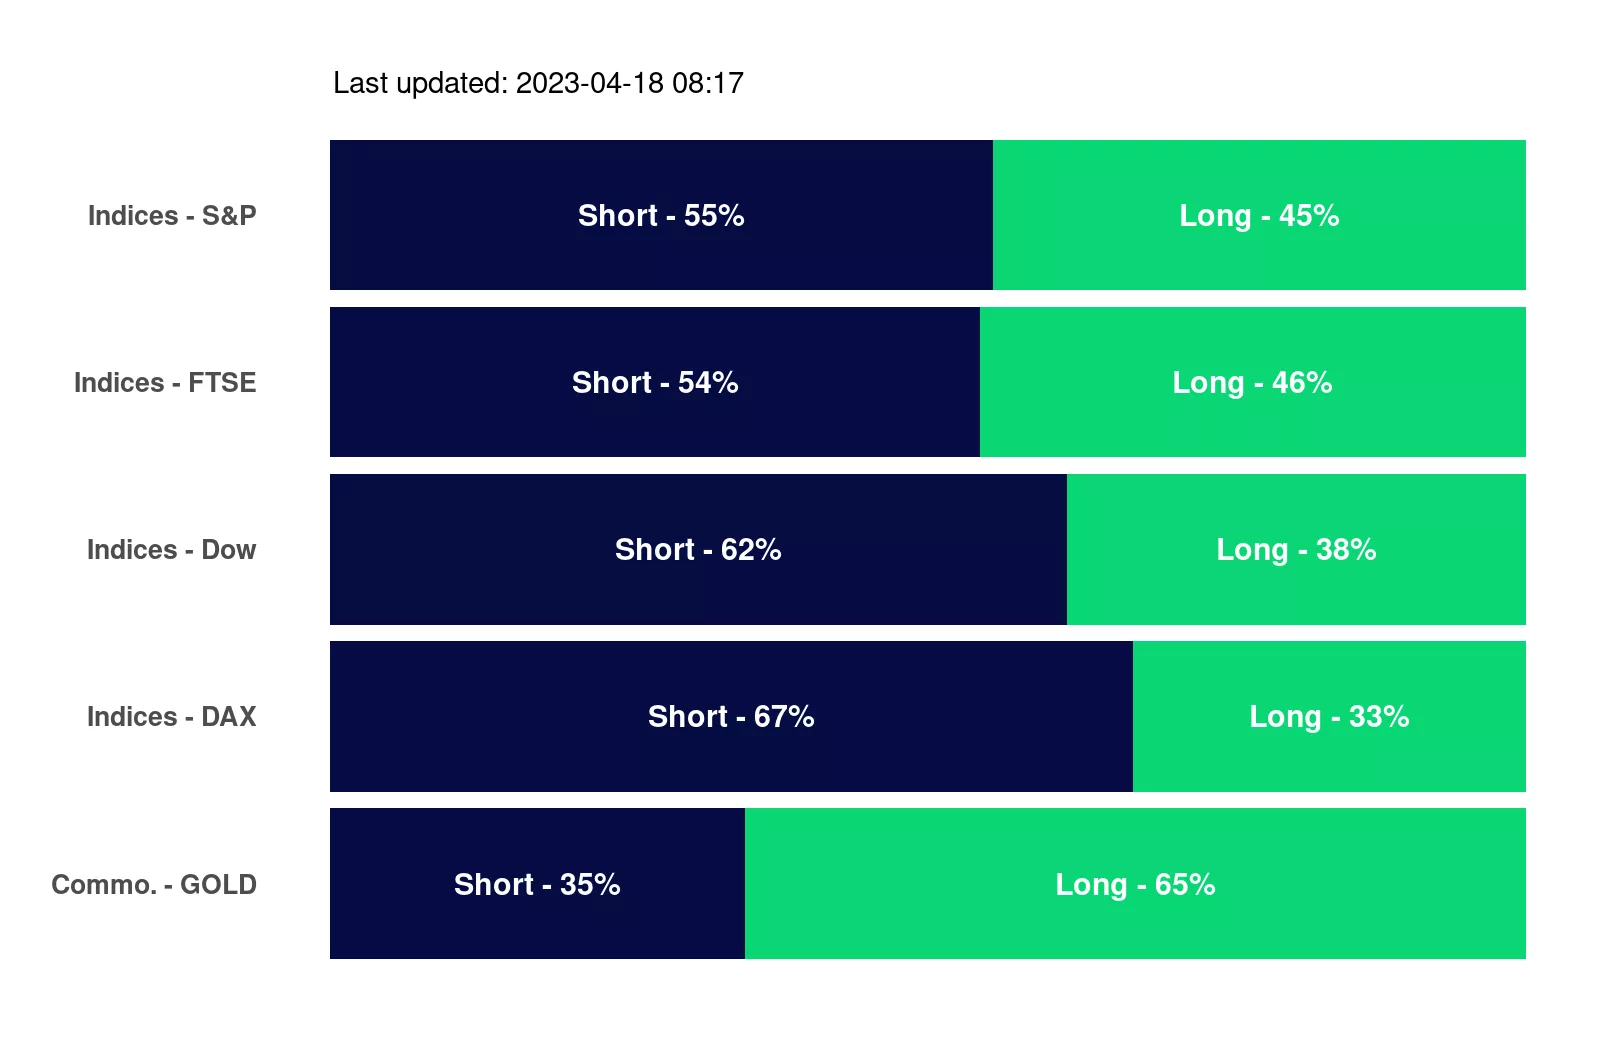 Last updated: 2023-04-18 08:17
Indices - S&P Short - 55% Long - 45%
Indices - FTSE Short - 54% Long - 46%
Indices - Dow Short - 62% Long - 38%
Indices - DAX Short - 67% Long - 33%
Commo. - GOLD Short - 35% Long - 65%